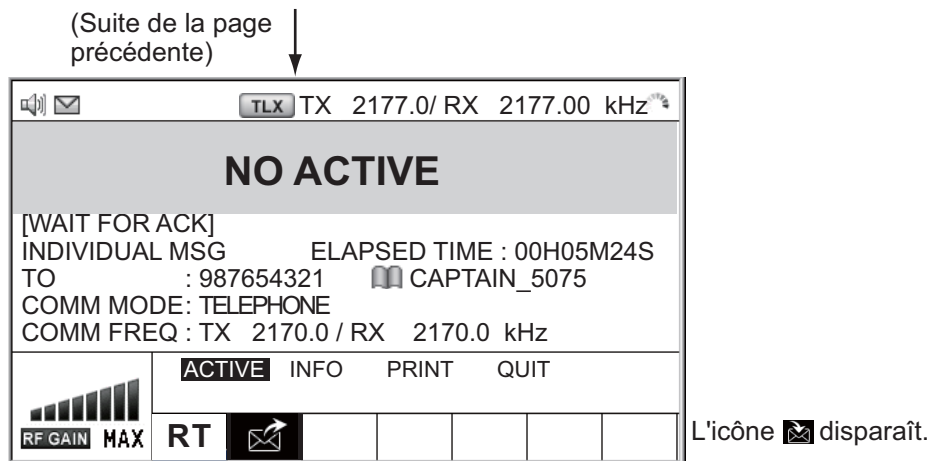 (Suite de la page
précédente)
TLX TX 2177.0/ RX 2177.00 kHz
NO ACTIVE
[WAIT FOR ACK]
INDIVIDUAL MSG ELAPSED TIME : 00H05M24S
TO : 987654321 CAPTAIN_5075
COMM MODE: TELEPHONE
COMM FREQ : TX 2170.0 / RX 2170.0 kHz
ACTIVE INFO PRINT QUIT
RF GAIN MAX RT
L'icône disparaît.